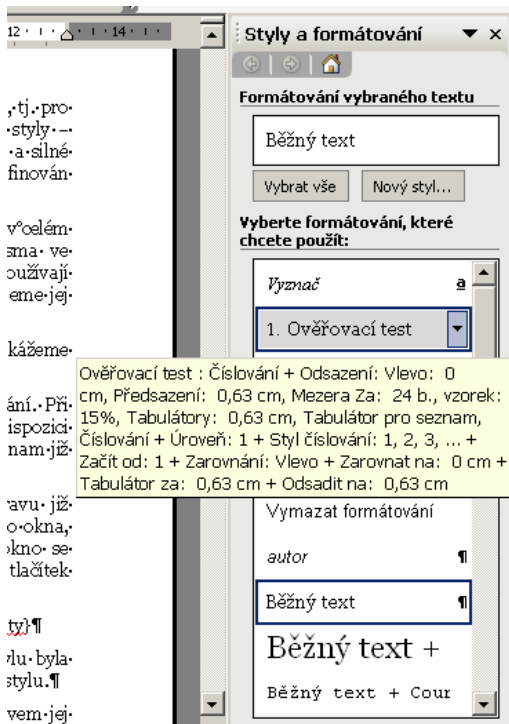 12 · ı · · ı · 14 · ı ·
Styly a formátování
,·tj.·pro-
·styly·–·
·a·silné·
finován·
v°celém·
sma· ve·
oužívají·
eme·jej·
kážeme·
ání.·Při·
ispozici·
nam·již·
avu· již·
o·okna,·
okno· se·
tlačítek·
ty}¶
lu· byla·
stylu.¶
vem·jej·
Formátování vybraného textu
Běžný text
Vybrat vše
Nový styl...
Vyberte formátování, které
chcete použít:
Vyznač a
1. Ověřovací test
Ověřovací test : Číslování + Odsazení: Vlevo: 0
cm, Předsazení: 0,63 cm, Mezera Za: 24 b., vzorek:
15%, Tabulátory: 0,63 cm, Tabulátor pro seznam,
Číslování + Úroveň: 1 + Styl číslování: 1, 2, 3, ... +
Začít od: 1 + Zarovnání: Vlevo + Zarovnat na: 0 cm +
Tabulátor za: 0,63 cm + Odsadit na: 0,63 cm
Vymazat formátování
autor ¶
Běžný text ¶
Běžný text +
Běžný text + Cour